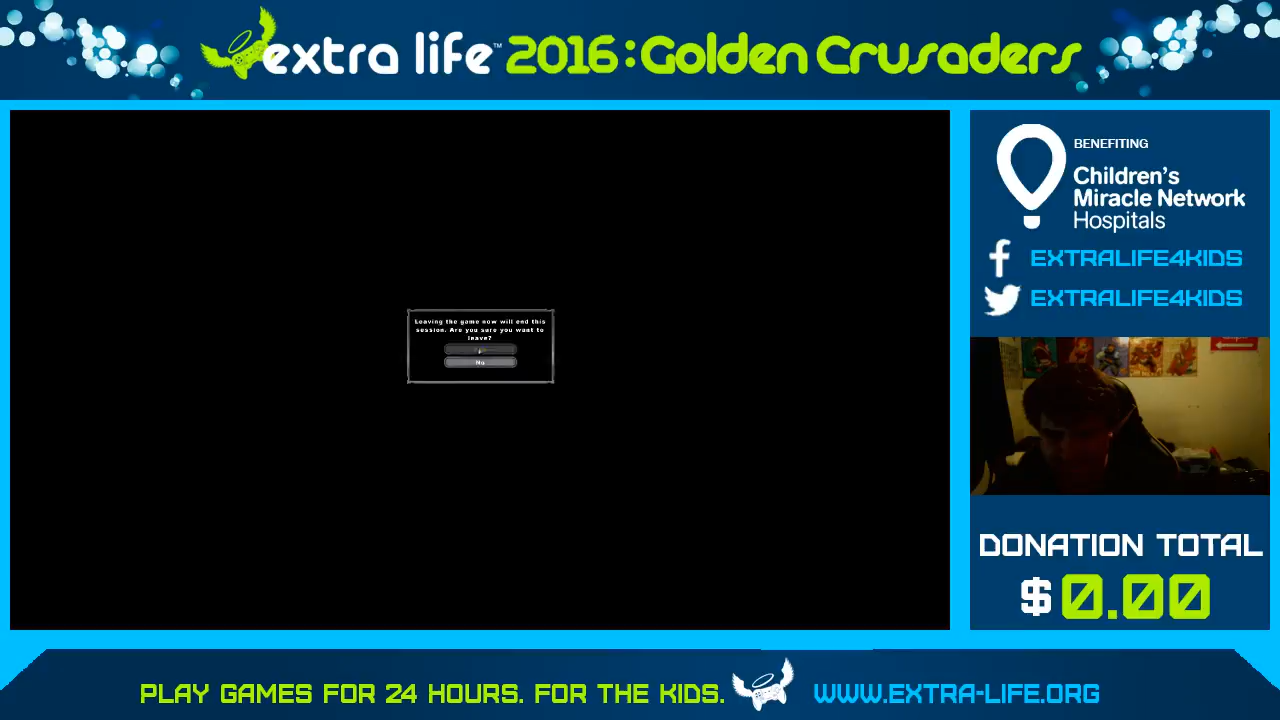 extra life™ 2016:Golden Crusaders
BENEFITING
Children's
Miracle Network
Hospitals
EXTRALIFE4KIDS
EXTRALIFE4KIDS
Leaving the game now will end this
session. Are you sure you want to
leave?
No
DONATION TOTAL
$0.00
PLAY GAMES FOR 24 HOURS. FOR THE KIDS.
WWW.EXTRA-LIFE.ORG